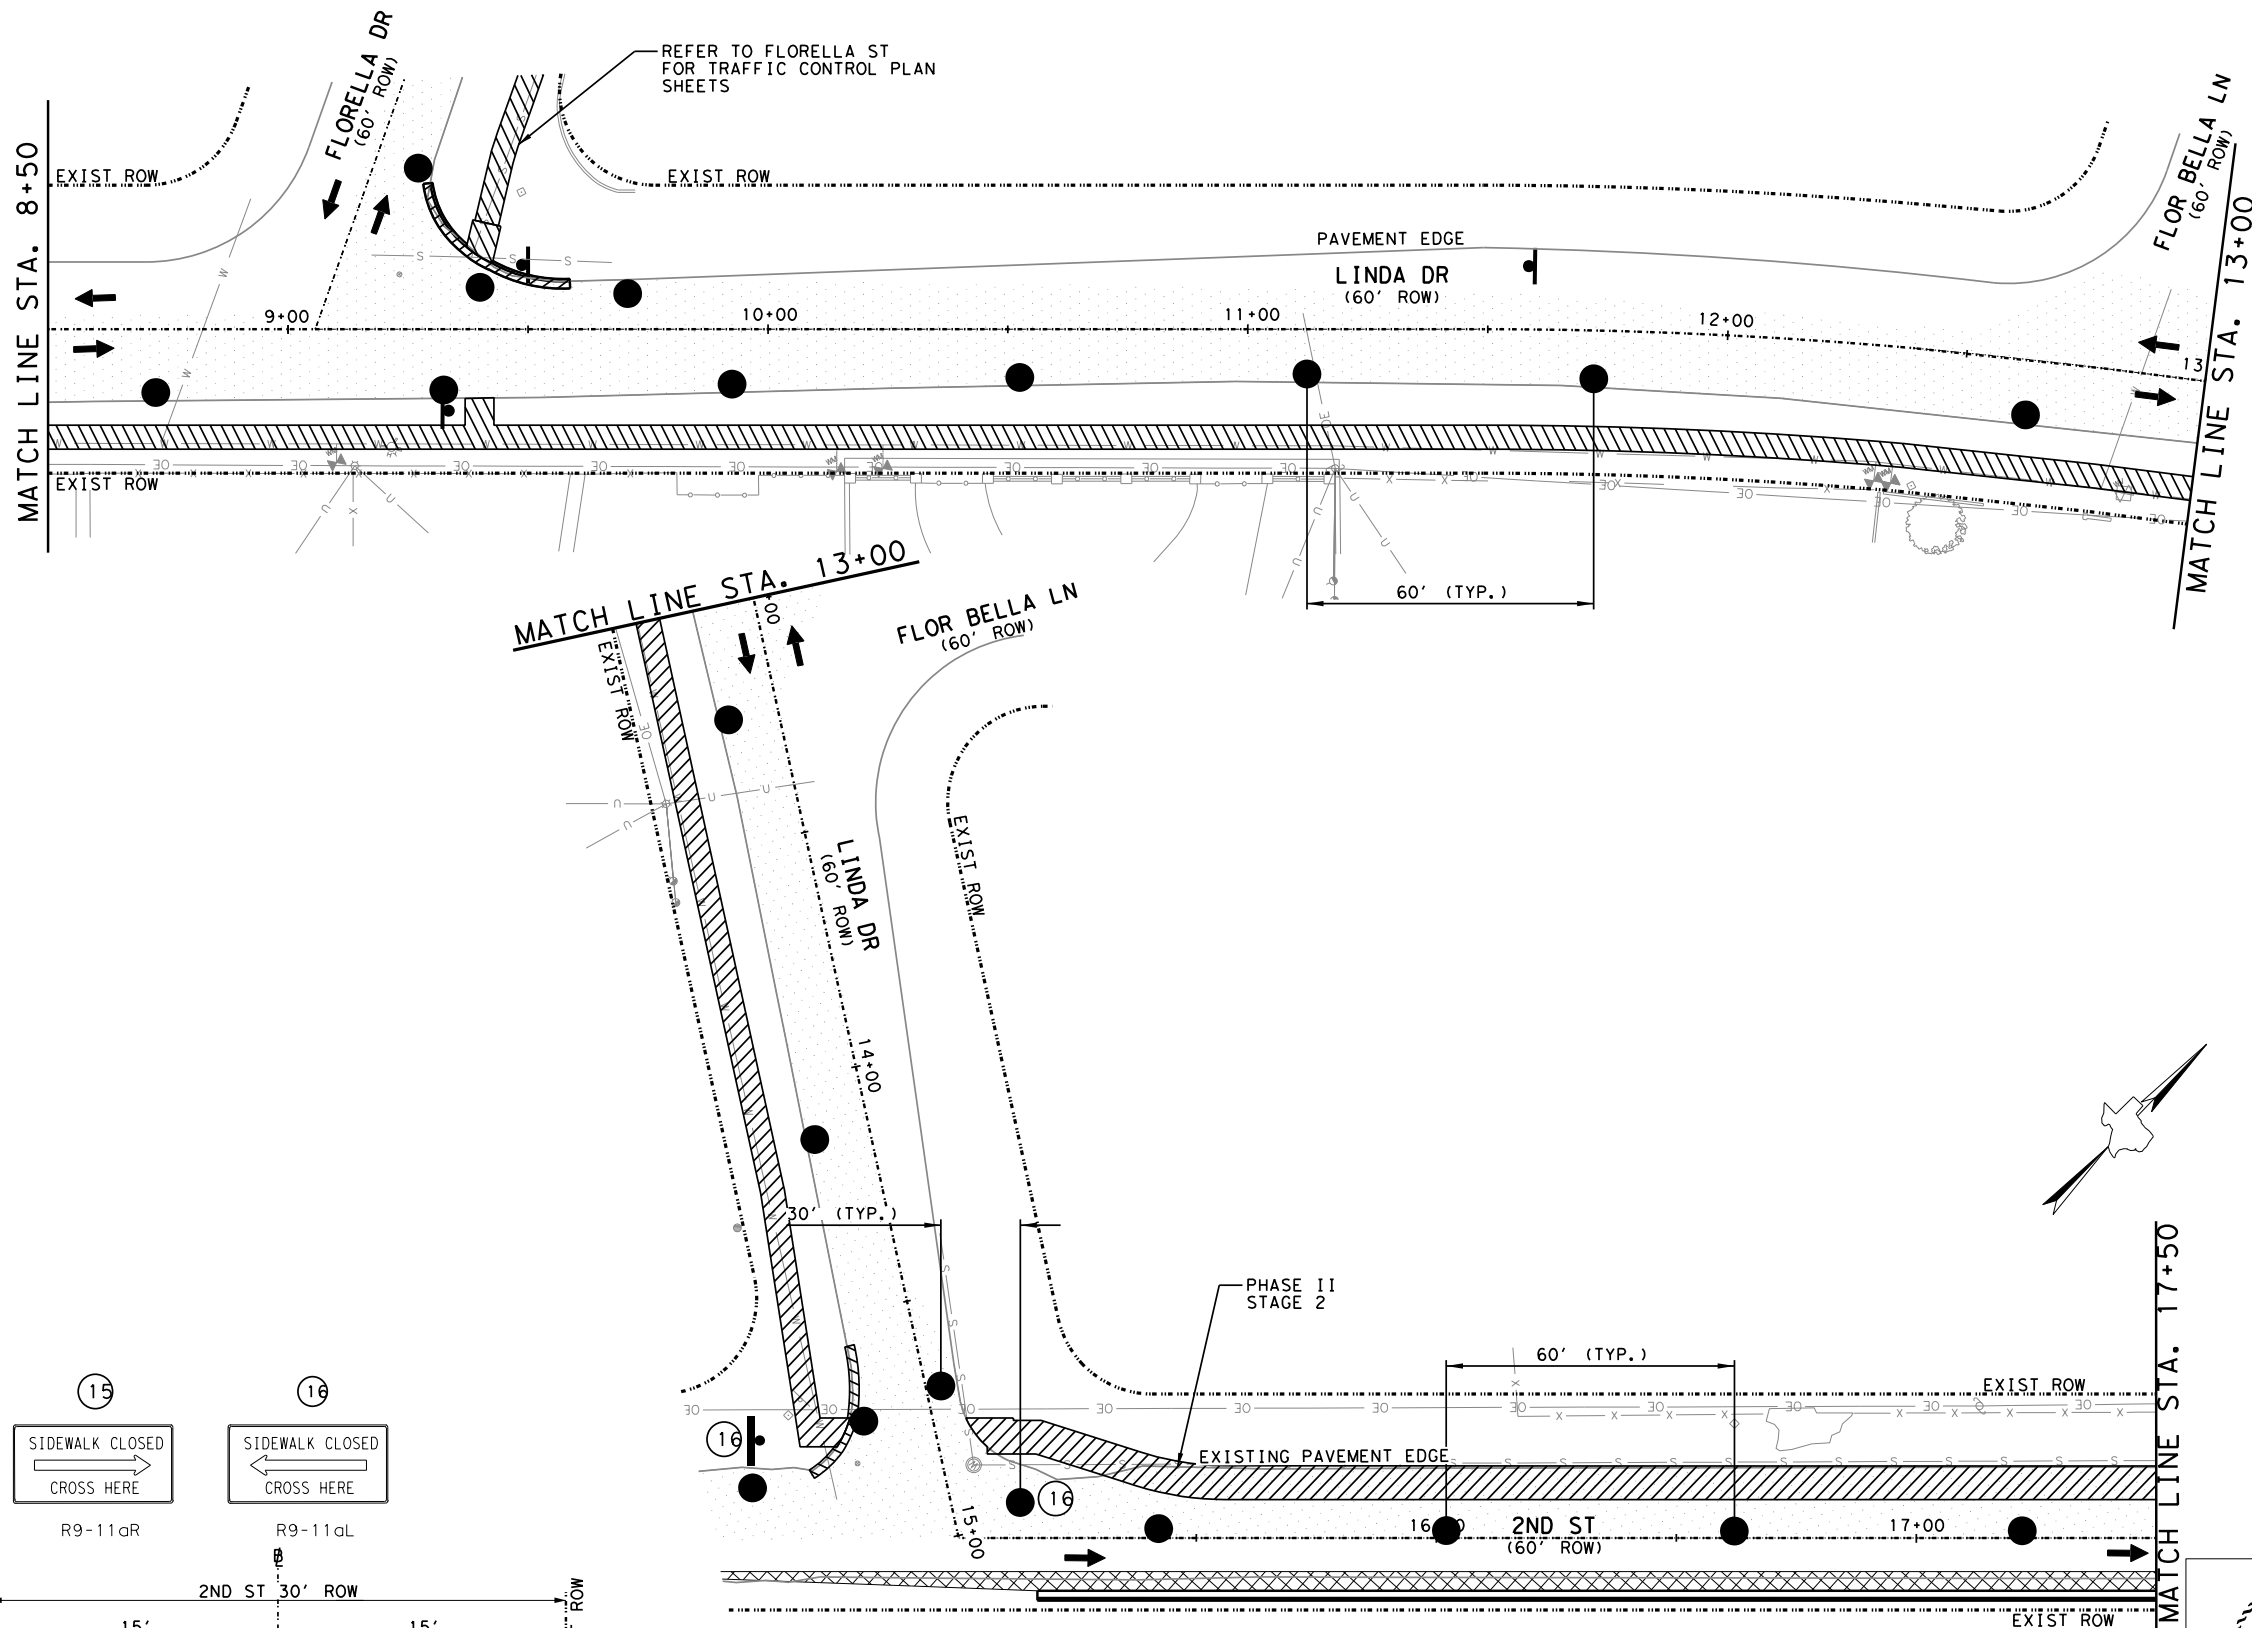 FLORELLA DR
(60' ROW)
REFER TO FLORELLA ST
FOR TRAFFIC CONTROL PLAN
SHEETS
FLOR BELLA LN
(60' ROW)
MATCH LINE STA. 8+50
EXIST ROW
EXIST ROW
PAVEMENT EDGE
LINDA DR
(60' ROW)
9+00
10+00
11+00
12+00
13
MATCH LINE STA. 13+00
EXIST ROW
60' (TYP.)
MATCH LINE STA. 13+00
00
FLOR BELLA LN
(60' ROW)
EXIST ROW
EXIST ROW
LINDA DR
(60' ROW)
14+00
30' (TYP.)
PHASE II
STAGE 2
60' (TYP.)
EXIST ROW
MATCH LINE STA. 17+50
15
16
SIDEWALK CLOSED
CROSS HERE
R9-11aR
SIDEWALK CLOSED
CROSS HERE
R9-11aL
16
EXISTING PAVEMENT EDGE
16
15+00
2ND ST
(60' ROW)
17+00
2ND ST 30' ROW
ROW
15'
15'
EXIST ROW